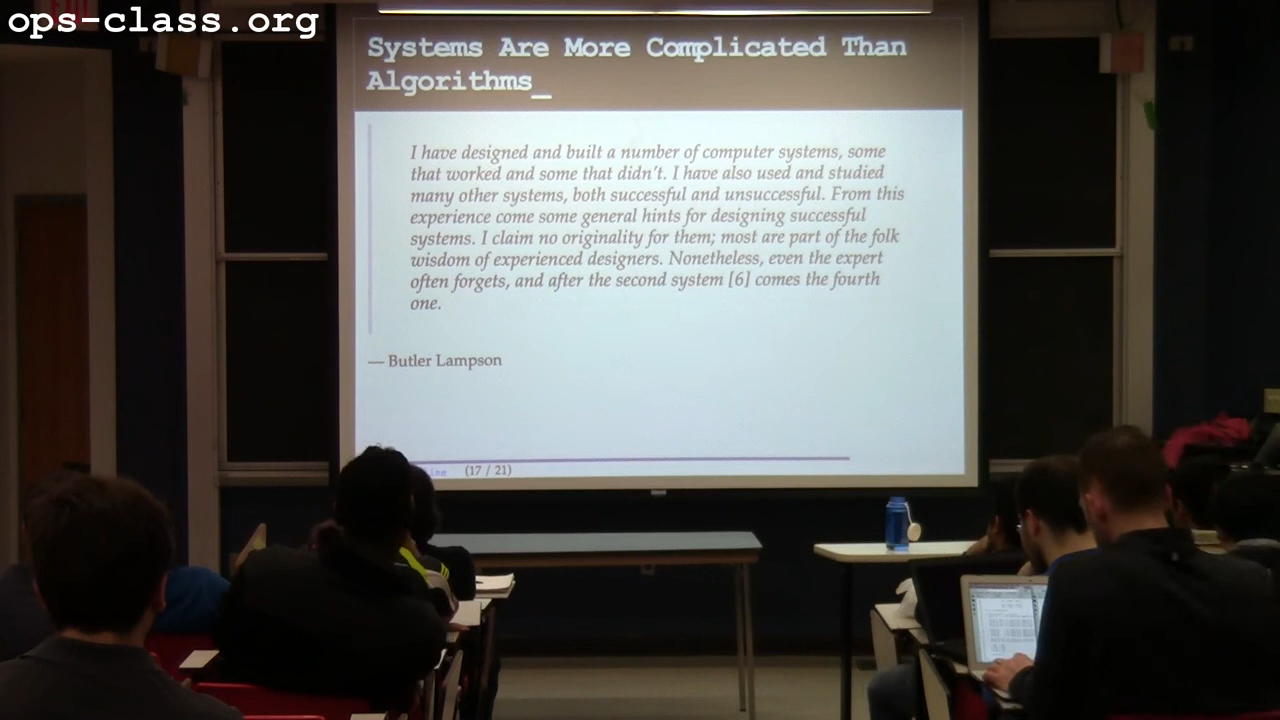 ops-class.org
Systems Are More Complicated Than
Algorithms_
I have designed and built a number of computer systems, some
that worked and some that didn't. I have also used and studied
many other systems, both successful and unsuccessful. From this
experience come some general hints for designing successful
systems. I claim no originality for them; most are part of the folk
wisdom of experienced designers. Nonetheless, even the expert
often forgets, and after the second system [6] comes the fourth
one.
— Butler Lampson
(17 / 21)